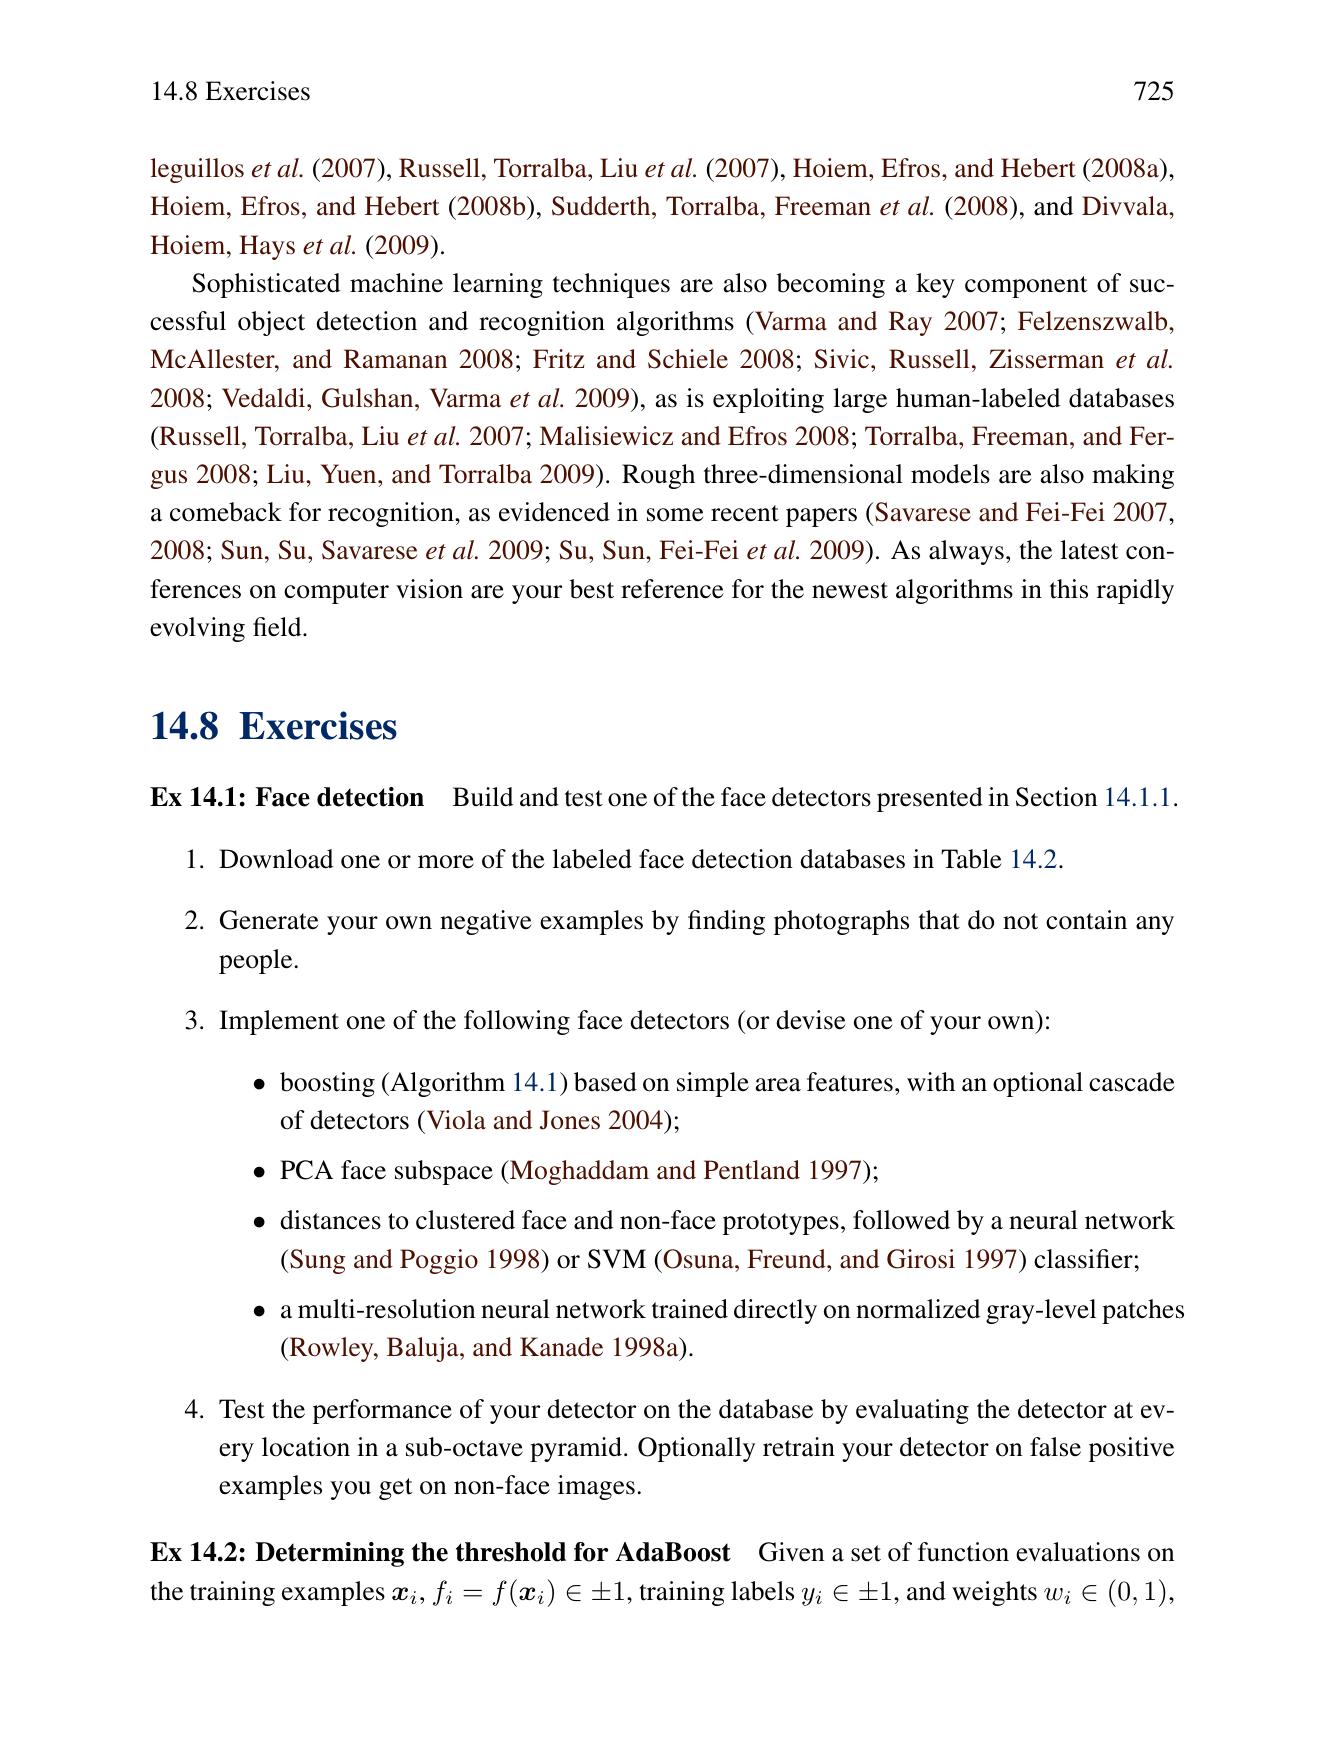 14.8 Exercises 725
leguillos et al. (2007), Russell, Torralba, Liu et al. (2007), Hoiem, Efros, and Hebert (2008a),
Hoiem, Efros, and Hebert (2008b), Sudderth, Torralba, Freeman et al. (2008), and Divvala,
Hoiem, Hays et al. (2009).
Sophisticated machine learning techniques are also becoming a key component of suc-
cessful object detection and recognition algorithms (Varma and Ray 2007; Felzenszwalb,
McAllester, and Ramanan 2008; Fritz and Schiele 2008; Sivic, Russell, Zisserman et al.
2008; Vedaldi, Gulshan, Varma et al. 2009), as is exploiting large human-labeled databases
(Russell, Torralba, Liu et al. 2007; Malisiewicz and Efros 2008; Torralba, Freeman, and Fer-
gus 2008; Liu, Yuen, and Torralba 2009). Rough three-dimensional models are also making
a comeback for recognition, as evidenced in some recent papers (Savarese and Fei-Fei 2007,
2008; Sun, Su, Savarese et al. 2009; Su, Sun, Fei-Fei et al. 2009). As always, the latest con-
ferences on computer vision are your best reference for the newest algorithms in this rapidly
evolving field.
14.8 Exercises
Ex 14.1: Face detection Build and test one of the face detectors presented in Section 14.1.1.
1. Download one or more of the labeled face detection databases in Table 14.2.
2. Generate your own negative examples by finding photographs that do not contain any
people.
3. Implement one of the following face detectors (or devise one of your own):
• boosting (Algorithm 14.1) based on simple area features, with an optional cascade
of detectors (Viola and Jones 2004);
• PCA face subspace (Moghaddam and Pentland 1997);
• distances to clustered face and non-face prototypes, followed by a neural network
(Sung and Poggio 1998) or SVM (Osuna, Freund, and Girosi 1997) classifier;
• a multi-resolution neural network trained directly on normalized gray-level patches
(Rowley, Baluja, and Kanade 1998a).
4. Test the performance of your detector on the database by evaluating the detector at ev-
ery location in a sub-octave pyramid. Optionally retrain your detector on false positive
examples you get on non-face images.
Ex 14.2: Determining the threshold for AdaBoost Given a set of function evaluations on
the training examples xᵢ, fᵢ = f(xᵢ) ∈ ±1, training labels yᵢ ∈ ±1, and weights wᵢ ∈ (0, 1),